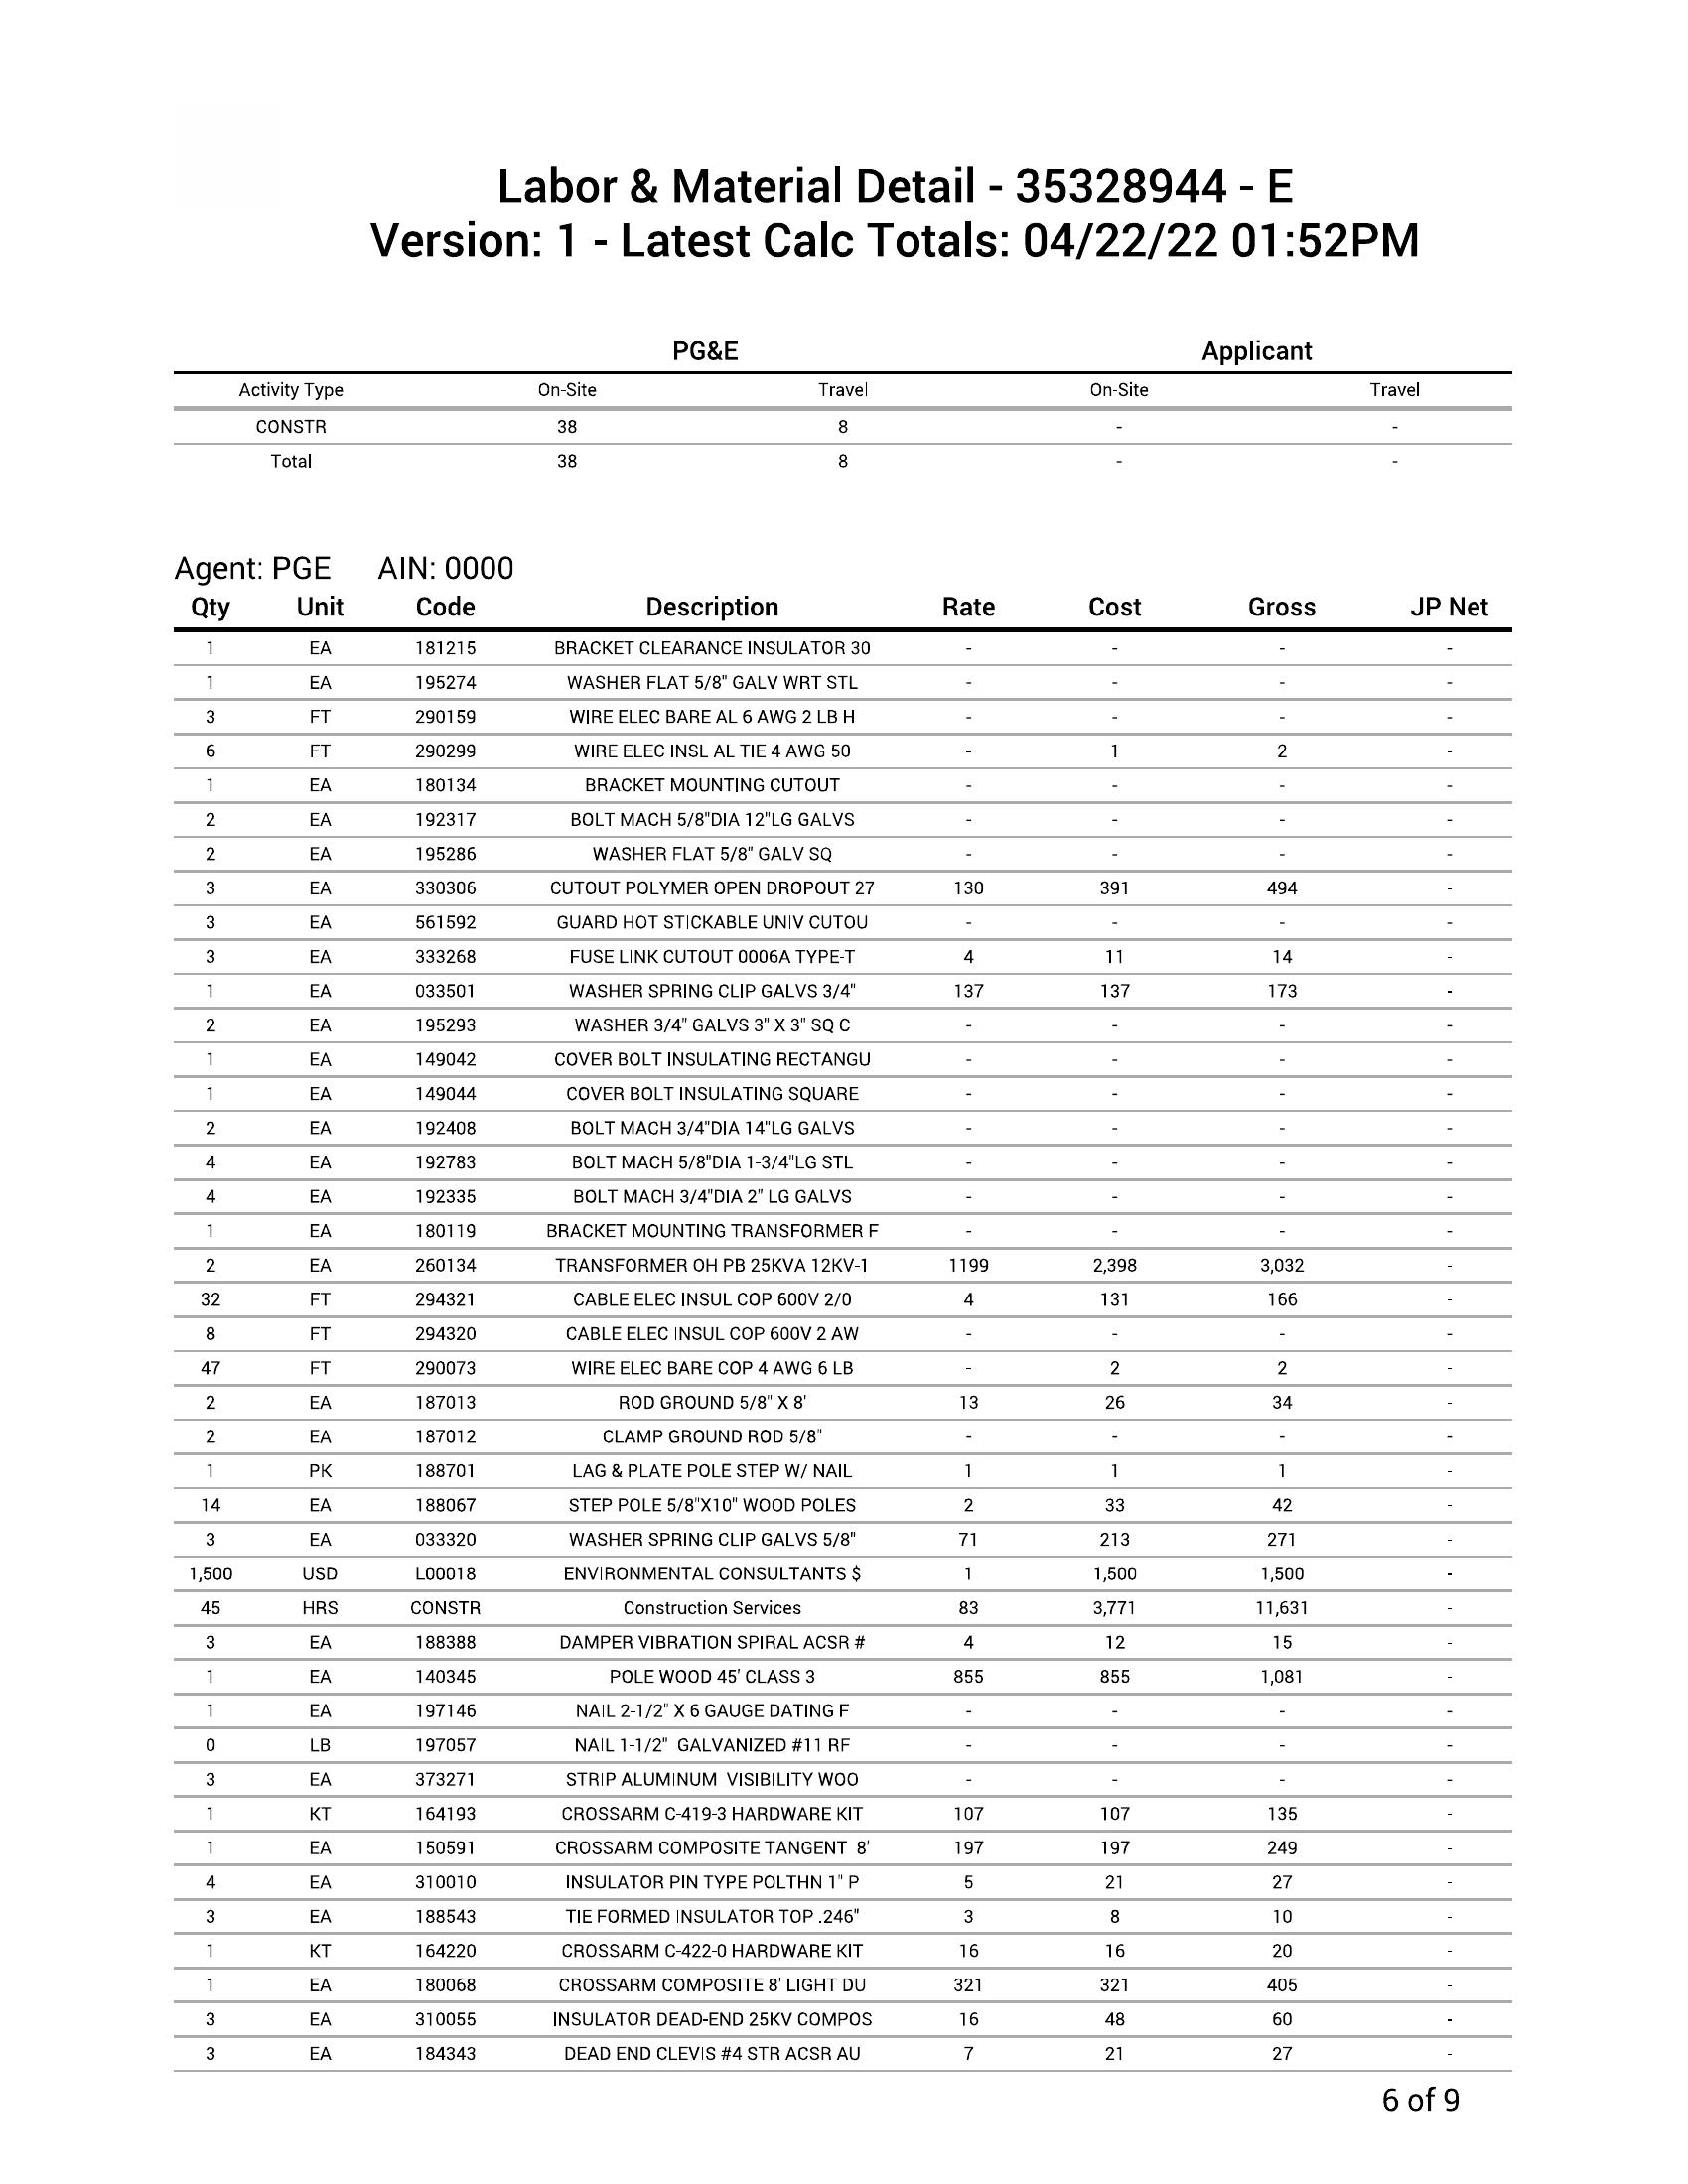 Labor & Material Detail - 35328944 - E
Version: 1 - Latest Calc Totals: 04/22/22 01:52PM
PG&E Applicant
Activity Type On-Site Travel On-Site Travel
CONSTR 38 8 - -
Total 38 8 - -
Agent: PGE AIN: 0000
Qty Unit Code Description Rate Cost Gross JP Net
1 EA 181215 BRACKET CLEARANCE INSULATOR 30 - - - -
1 EA 195274 WASHER FLAT 5/8" GALV WRT STL - - - -
3 FT 290159 WIRE ELEC BARE AL 6 AWG 2 LB H - - - -
6 FT 290299 WIRE ELEC INSL AL TIE 4 AWG 50 - 1 2 -
1 EA 180134 BRACKET MOUNTING CUTOUT - - - -
2 EA 192317 BOLT MACH 5/8"DIA 12"LG GALVS - - - -
2 EA 195286 WASHER FLAT 5/8" GALV SQ - - - -
3 EA 330306 CUTOUT POLYMER OPEN DROPOUT 27 130 391 494 -
3 EA 561592 GUARD HOT STICKABLE UNIV CUTOU - - - -
3 EA 333268 FUSE LINK CUTOUT 0006A TYPE-T 4 11 14 -
1 EA 033501 WASHER SPRING CLIP GALVS 3/4" 137 137 173 -
2 EA 195293 WASHER 3/4" GALVS 3" X 3" SQ C - - - -
1 EA 149042 COVER BOLT INSULATING RECTANGU - - - -
1 EA 149044 COVER BOLT INSULATING SQUARE - - - -
2 EA 192408 BOLT MACH 3/4"DIA 14"LG GALVS - - - -
4 EA 192783 BOLT MACH 5/8"DIA 1-3/4"LG STL - - - -
4 EA 192335 BOLT MACH 3/4"DIA 2" LG GALVS - - - -
1 EA 180119 BRACKET MOUNTING TRANSFORMER F - - - -
2 EA 260134 TRANSFORMER OH PB 25KVA 12KV-1 1199 2,398 3,032 -
32 FT 294321 CABLE ELEC INSUL COP 600V 2/0 4 131 166 -
8 FT 294320 CABLE ELEC INSUL COP 600V 2 AW - - - -
47 FT 290073 WIRE ELEC BARE COP 4 AWG 6 LB - 2 2 -
2 EA 187013 ROD GROUND 5/8" X 8' 13 26 34 -
2 EA 187012 CLAMP GROUND ROD 5/8" - - - -
1 PK 188701 LAG & PLATE POLE STEP W/ NAIL 1 1 1 -
14 EA 188067 STEP POLE 5/8"X10" WOOD POLES 2 33 42 -
3 EA 033320 WASHER SPRING CLIP GALVS 5/8" 71 213 271 -
1,500 USD L00018 ENVIRONMENTAL CONSULTANTS $ 1 1,500 1,500 -
45 HRS CONSTR Construction Services 83 3,771 11,631 -
3 EA 188388 DAMPER VIBRATION SPIRAL ACSR # 4 12 15 -
1 EA 140345 POLE WOOD 45' CLASS 3 855 855 1,081 -
1 EA 197146 NAIL 2-1/2" X 6 GAUGE DATING F - - - -
0 LB 197057 NAIL 1-1/2" GALVANIZED #11 RF - - - -
3 EA 373271 STRIP ALUMINUM VISIBILITY WOO - - - -
1 KT 164193 CROSSARM C-419-3 HARDWARE KIT 107 107 135 -
1 EA 150591 CROSSARM COMPOSITE TANGENT 8' 197 197 249 -
4 EA 310010 INSULATOR PIN TYPE POLTHN 1" P 5 21 27 -
3 EA 188543 TIE FORMED INSULATOR TOP .246" 3 8 10 -
1 KT 164220 CROSSARM C-422-0 HARDWARE KIT 16 16 20 -
1 EA 180068 CROSSARM COMPOSITE 8' LIGHT DU 321 321 405 -
3 EA 310055 INSULATOR DEAD-END 25KV COMPOS 16 48 60 -
3 EA 184343 DEAD END CLEVIS #4 STR ACSR AU 7 21 27 -
6 of 9